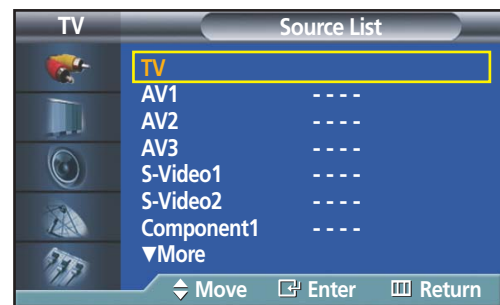 TV Source List
TV
AV1 - - - -
AV2 - - - -
AV3 - - - -
S-Video1 - - - -
S-Video2 - - - -
Component1 - - - -
▼More
Move Enter Return